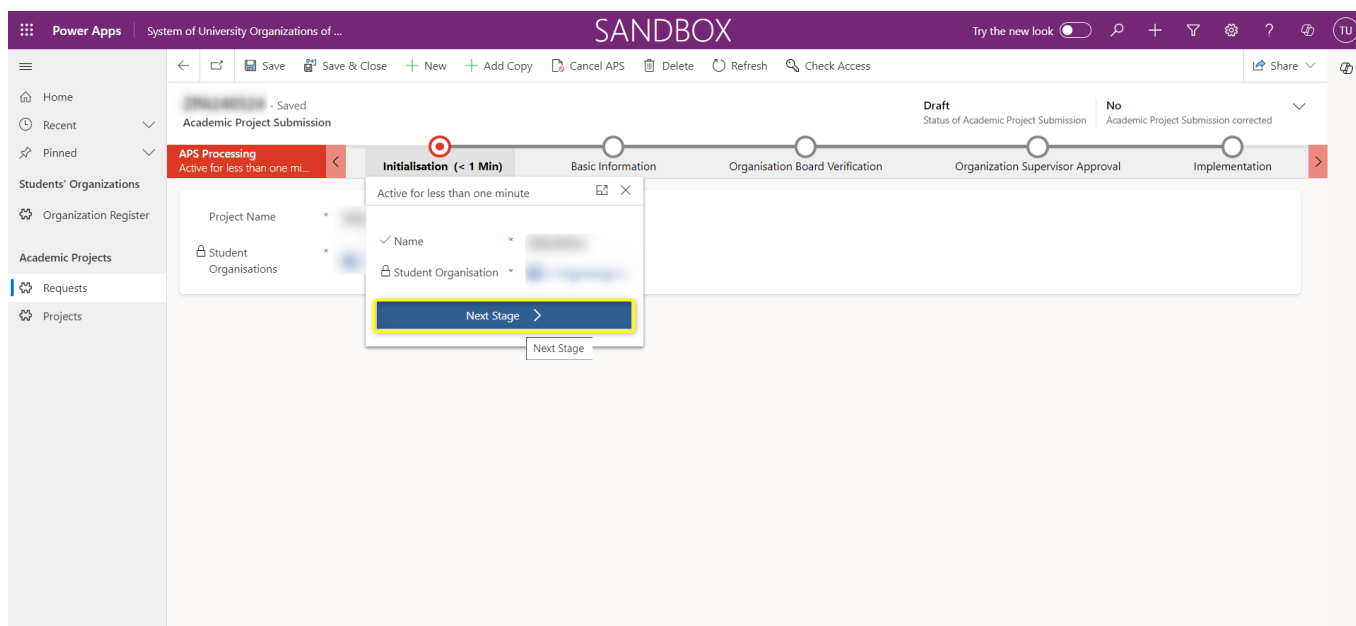 Power Apps
System of University Organizations of ...
SANDBOX
Try the new look
TU
Save
Save & Close
New
Add Copy
Cancel APS
Delete
Refresh
Check Access
Share
Home
Recent
Pinned
Students' Organizations
Organization Register
Academic Projects
Requests
Projects
- Saved
Academic Project Submission
Draft
Status of Academic Project Submission
No
Academic Project Submission corrected
APS Processing
Active for less than one mi...
Initialisation (< 1 Min)
Basic Information
Organisation Board Verification
Organization Supervisor Approval
Implementation
Project Name *
Student *
Organisations
Active for less than one minute
Name *
Student Organisation *
Next Stage
Next Stage